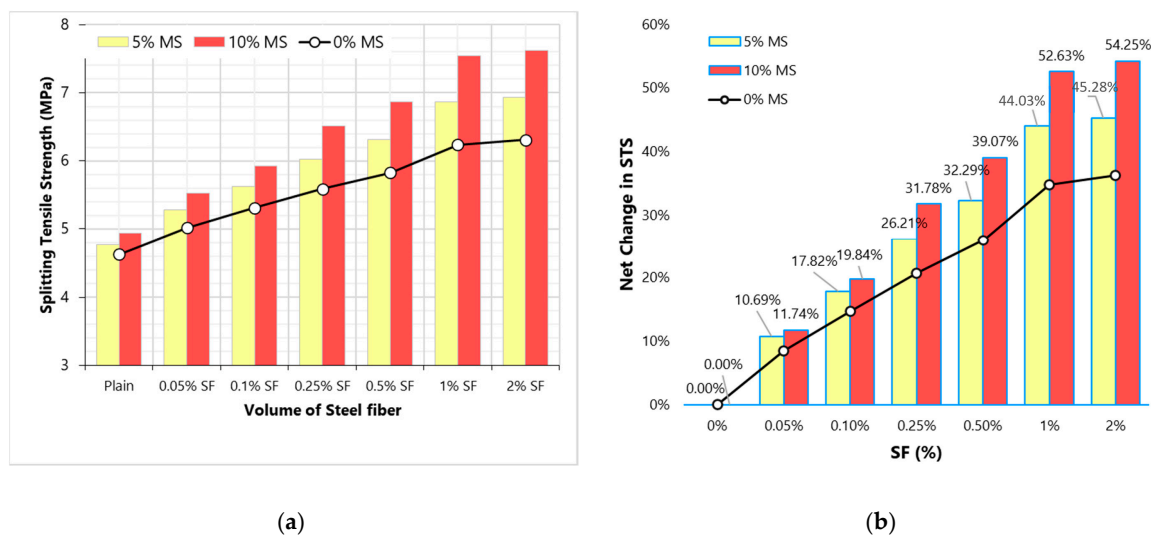 8
7
6
5
4
3
Splitting Tensile Strength (MPa)
5% MS 10% MS 0% MS
Plain 0.05% SF 0.1% SF 0.25% SF 0.5% SF 1% SF 2% SF
Volume of Steel fiber
(a)
60%
50%
40%
30%
20%
10%
0%
Net Change in STS
5% MS
10% MS
0% MS
0.00%
0.00%
10.69%
11.74%
17.82%
19.84%
26.21%
31.78%
32.29%
39.07%
44.03%
52.63%
45.28%
54.25%
0% 0.05% 0.10% 0.25% 0.50% 1% 2%
SF (%)
(b)